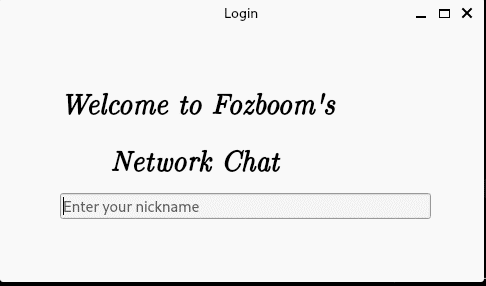 Login
Welcome to Fozboom's
Network Chat
Enter your nickname